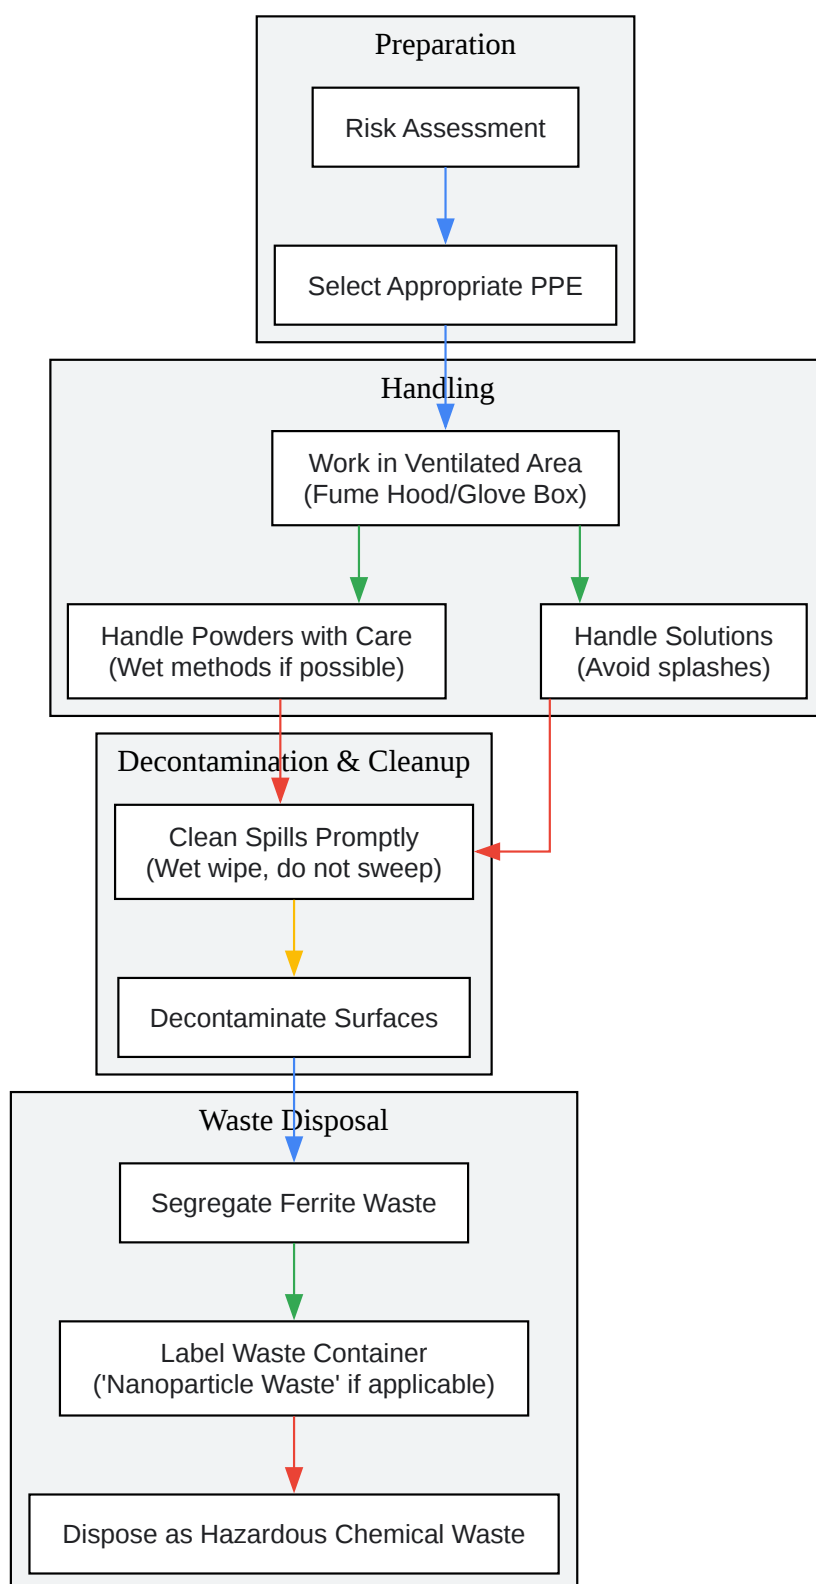 Preparation
Risk Assessment
Select Appropriate PPE
Handling
Work in Ventilated Area
(Fume Hood/Glove Box)
Handle Powders with Care
(Wet methods if possible)
Handle Solutions
(Avoid splashes)
Decontamination & Cleanup
Clean Spills Promptly
(Wet wipe, do not sweep)
Decontaminate Surfaces
Waste Disposal
Segregate Ferrite Waste
Label Waste Container
('Nanoparticle Waste' if applicable)
Dispose as Hazardous Chemical Waste